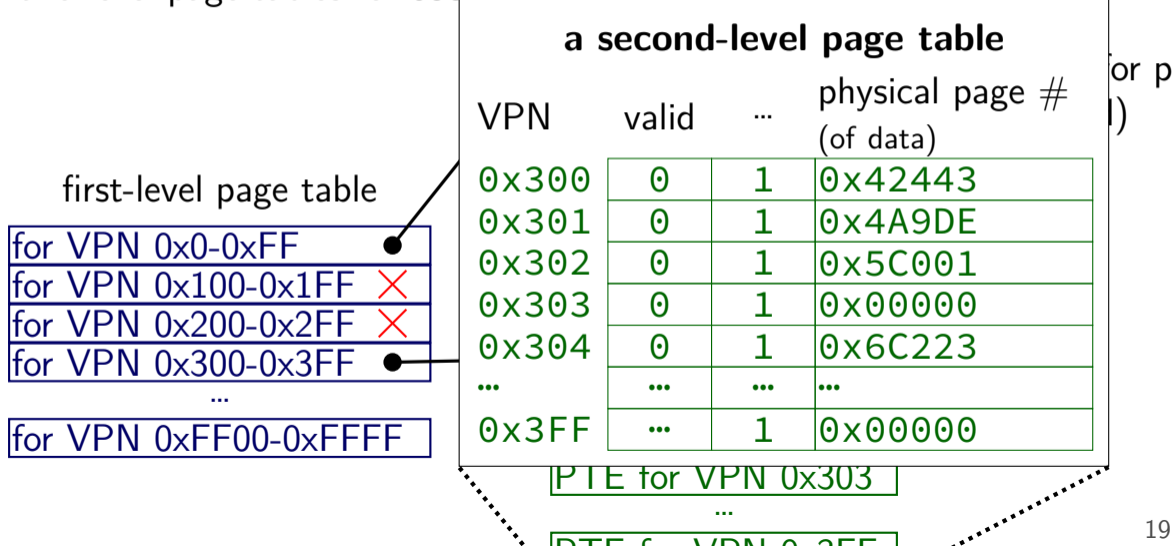 a second-level page table
or p
VPN valid ... physical page #
(of data)
)
first-level page table
0x300 0 1 0x42443
0x301 0 1 0x4A9DE
0x302 0 1 0x5C001
0x303 0 1 0x00000
0x304 0 1 0x6C223
... ... ... ...
0x3FF ... 1 0x00000
for VPN 0x0-0xFF
for VPN 0x100-0x1FF
for VPN 0x200-0x2FF
for VPN 0x300-0x3FF
...
for VPN 0xFF00-0xFFFF
PTE for VPN 0x303
...
19